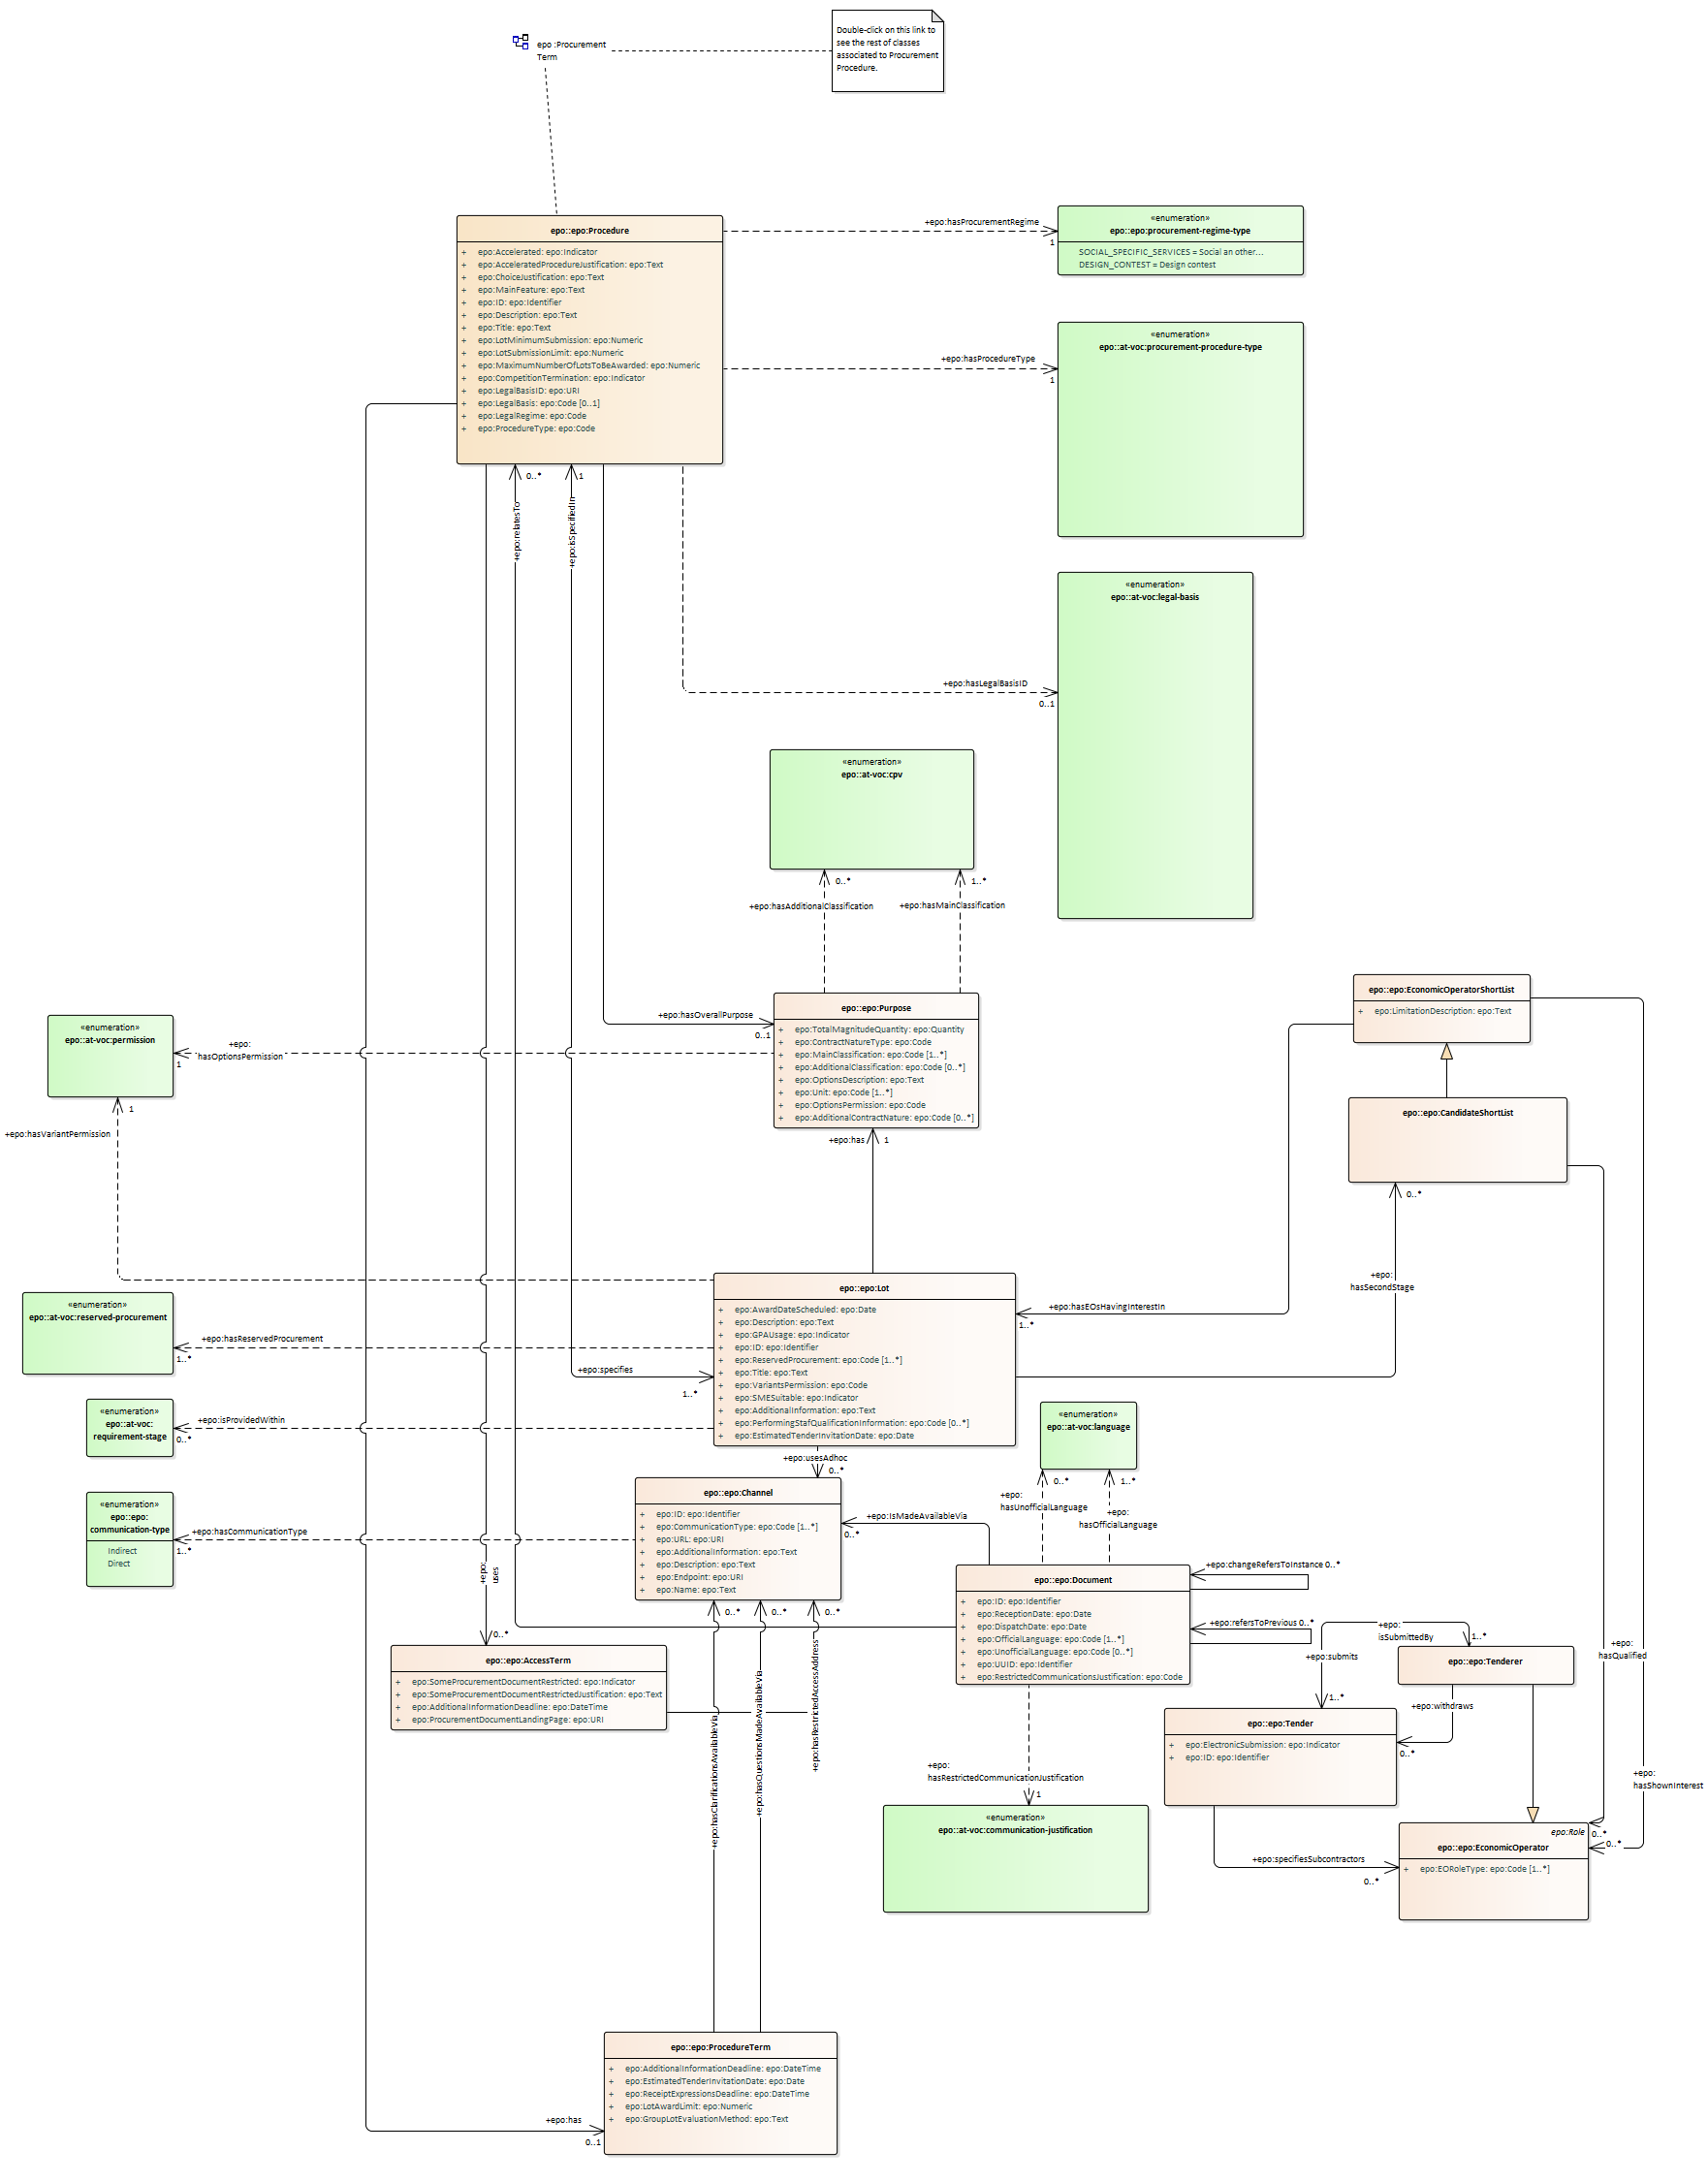 epo :Procurement
Term
Double-click on this link to
see the rest of classes
associated to Procurement
Procedure.
epo::epo:Procedure
+ epo:Accelerated: epo:Indicator
+ epo:AcceleratedProcedureJustification: epo:Text
+ epo:ChoiceJustification: epo:Text
+ epo:MainFeature: epo:Text
+ epo:ID: epo:Identifier
+ epo:Description: epo:Text
+ epo:Title: epo:Text
+ epo:LotMinimumSubmission: epo:Numeric
+ epo:LotSubmissionLimit: epo:Numeric
+ epo:MaximumNumberOfLotsToBeAwarded: epo:Numeric
+ epo:CompetitionTermination: epo:Indicator
+ epo:LegalBasisID: epo:URI
+ epo:LegalBasis: epo:Code [0..1]
+ epo:LegalRegime: epo:Code
+ epo:ProcedureType: epo:Code
+epo:hasProcurementRegime
1
«enumeration»
epo::epo:procurement-regime-type
SOCIAL_SPECIFIC_SERVICES = Social an other...
DESIGN_CONTEST = Design contest
+epo:hasProcedureType
1
«enumeration»
epo::at-voc:procurement-procedure-type
0..*
+epo:relatesTo
1
+epo:isSpecifiedIn
«enumeration»
epo::at-voc:legal-basis
+epo:hasLegalBasisID
0..1
«enumeration»
epo::at-voc:cpv
0..*
1..*
+epo:hasAdditionalClassification
+epo:hasMainClassification
epo::epo:Purpose
+ epo:TotalMagnitudeQuantity: epo:Quantity
+ epo:ContractNatureType: epo:Code
+ epo:MainClassification: epo:Code [1..*]
+ epo:AdditionalClassification: epo:Code [0..*]
+ epo:OptionsDescription: epo:Text
+ epo:Unit: epo:Code [1..*]
+ epo:OptionsPermission: epo:Code
+ epo:AdditionalContractNature: epo:Code [0..*]
+epo:hasOverallPurpose
0..1
+epo:
hasOptionsPermission
1
«enumeration»
epo::at-voc:permission
1
+epo:hasVariantPermission
+epo:has
1
epo::epo:EconomicOperatorShortList
+ epo:LimitationDescription: epo:Text
epo::epo:CandidateShortList
0..*
+epo:
hasSecondStage
epo::epo:Lot
+ epo:AwardDateScheduled: epo:Date
+ epo:Description: epo:Text
+ epo:GPAUsage: epo:Indicator
+ epo:ID: epo:Identifier
+ epo:ReservedProcurement: epo:Code [1..*]
+ epo:Title: epo:Text
+ epo:VariantsPermission: epo:Code
+ epo:SMESuitable: epo:Indicator
+ epo:AdditionalInformation: epo:Text
+ epo:PerformingStafQualificationInformation: epo:Code [0..*]
+ epo:EstimatedTenderInvitationDate: epo:Date
+epo:hasEOsHavingInterestIn
1..*
«enumeration»
epo::at-voc:reserved-procurement
+epo:hasReservedProcurement
1..*
+epo:specifies
1..*
«enumeration»
epo::at-voc:
requirement-stage
+epo:isProvidedWithin
0..*
+epo:usesAdhoc
0..*
«enumeration»
epo::at-voc:language
0..*
1..*
+epo:
hasUnofficialLanguage
+epo:
hasOfficialLanguage
«enumeration»
epo::epo:
communication-type
Indirect
Direct
+epo:hasCommunicationType
1..*
epo::epo:Channel
+ epo:ID: epo:Identifier
+ epo:CommunicationType: epo:Code [1..*]
+ epo:URL: epo:URI
+ epo:AdditionalInformation: epo:Text
+ epo:Description: epo:Text
+ epo:Endpoint: epo:URI
+ epo:Name: epo:Text
+epo:IsMadeAvailableVia
0..*
epo::epo:Document
+ epo:ID: epo:Identifier
+ epo:ReceptionDate: epo:Date
+ epo:DispatchDate: epo:Date
+ epo:OfficialLanguage: epo:Code [1..*]
+ epo:UnofficialLanguage: epo:Code [0..*]
+ epo:UUID: epo:Identifier
+ epo:RestrictedCommunicationsJustification: epo:Code
+epo:changeRefersToInstance 0..*
+epo:refersToPrevious 0..*
+epo:
uses
0..*
0..*
0..*
0..*
epo::epo:AccessTerm
+ epo:SomeProcurementDocumentRestricted: epo:Indicator
+ epo:SomeProcurementDocumentRestrictedJustification: epo:Text
+ epo:AdditionalInformationDeadline: epo:DateTime
+ epo:ProcurementDocumentLandingPage: epo:URI
+epo:hasClarificationsAvailableVia
+epo:hasQuestionsMadeAvailableVia
+epo:hasRestrictedAccessAddress
+epo:
isSubmittedBy
1..*
+epo:submits
1..*
epo::epo:Tenderer
+epo:withdraws
0..*
+epo:
hasQualified
epo::epo:Tender
+ epo:ElectronicSubmission: epo:Indicator
+ epo:ID: epo:Identifier
+epo:
hasRestrictedCommunicationJustification
1
+epo:
hasShownInterest
«enumeration»
epo::at-voc:communication-justification
epo:Role
epo::epo:EconomicOperator
+ epo:EORoleType: epo:Code [1..*]
0..*
0..*
+epo:specifiesSubcontractors
0..*
epo::epo:ProcedureTerm
+ epo:AdditionalInformationDeadline: epo:DateTime
+ epo:EstimatedTenderInvitationDate: epo:Date
+ epo:ReceiptExpressionsDeadline: epo:DateTime
+ epo:LotAwardLimit: epo:Numeric
+ epo:GroupLotEvaluationMethod: epo:Text
+epo:has
0..1